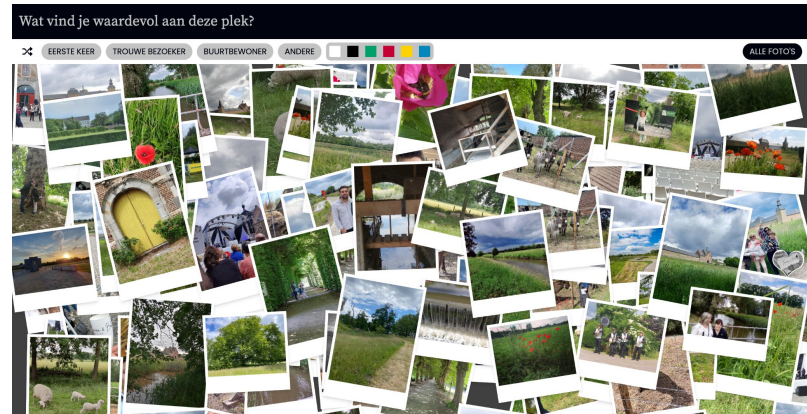 Wat vind je waardevol aan deze plek?
EERSTE KEER TROUWE BEZOEKER BUURTBEWONER ANDERE ALLE FOTO'S